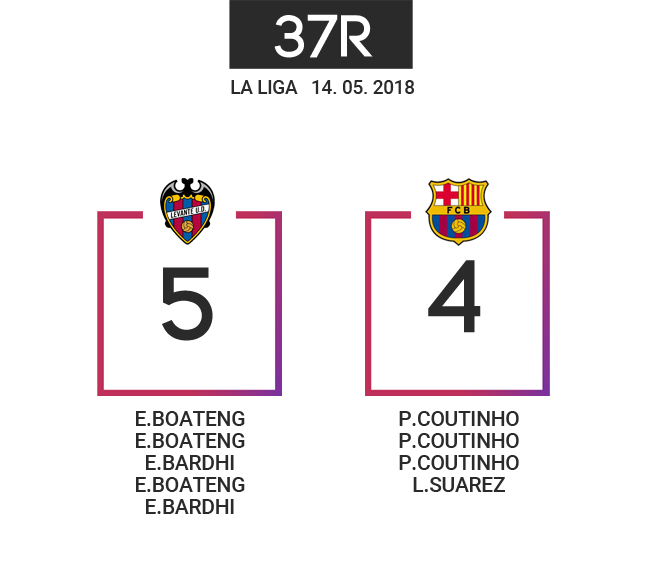 37R
LA LIGA 14. 05. 2018
LEVANTE U.D.
FCB
5
4
E.BOATENG
E.BOATENG
E.BARDHI
E.BOATENG
E.BARDHI
P.COUTINHO
P.COUTINHO
P.COUTINHO
L.SUAREZ